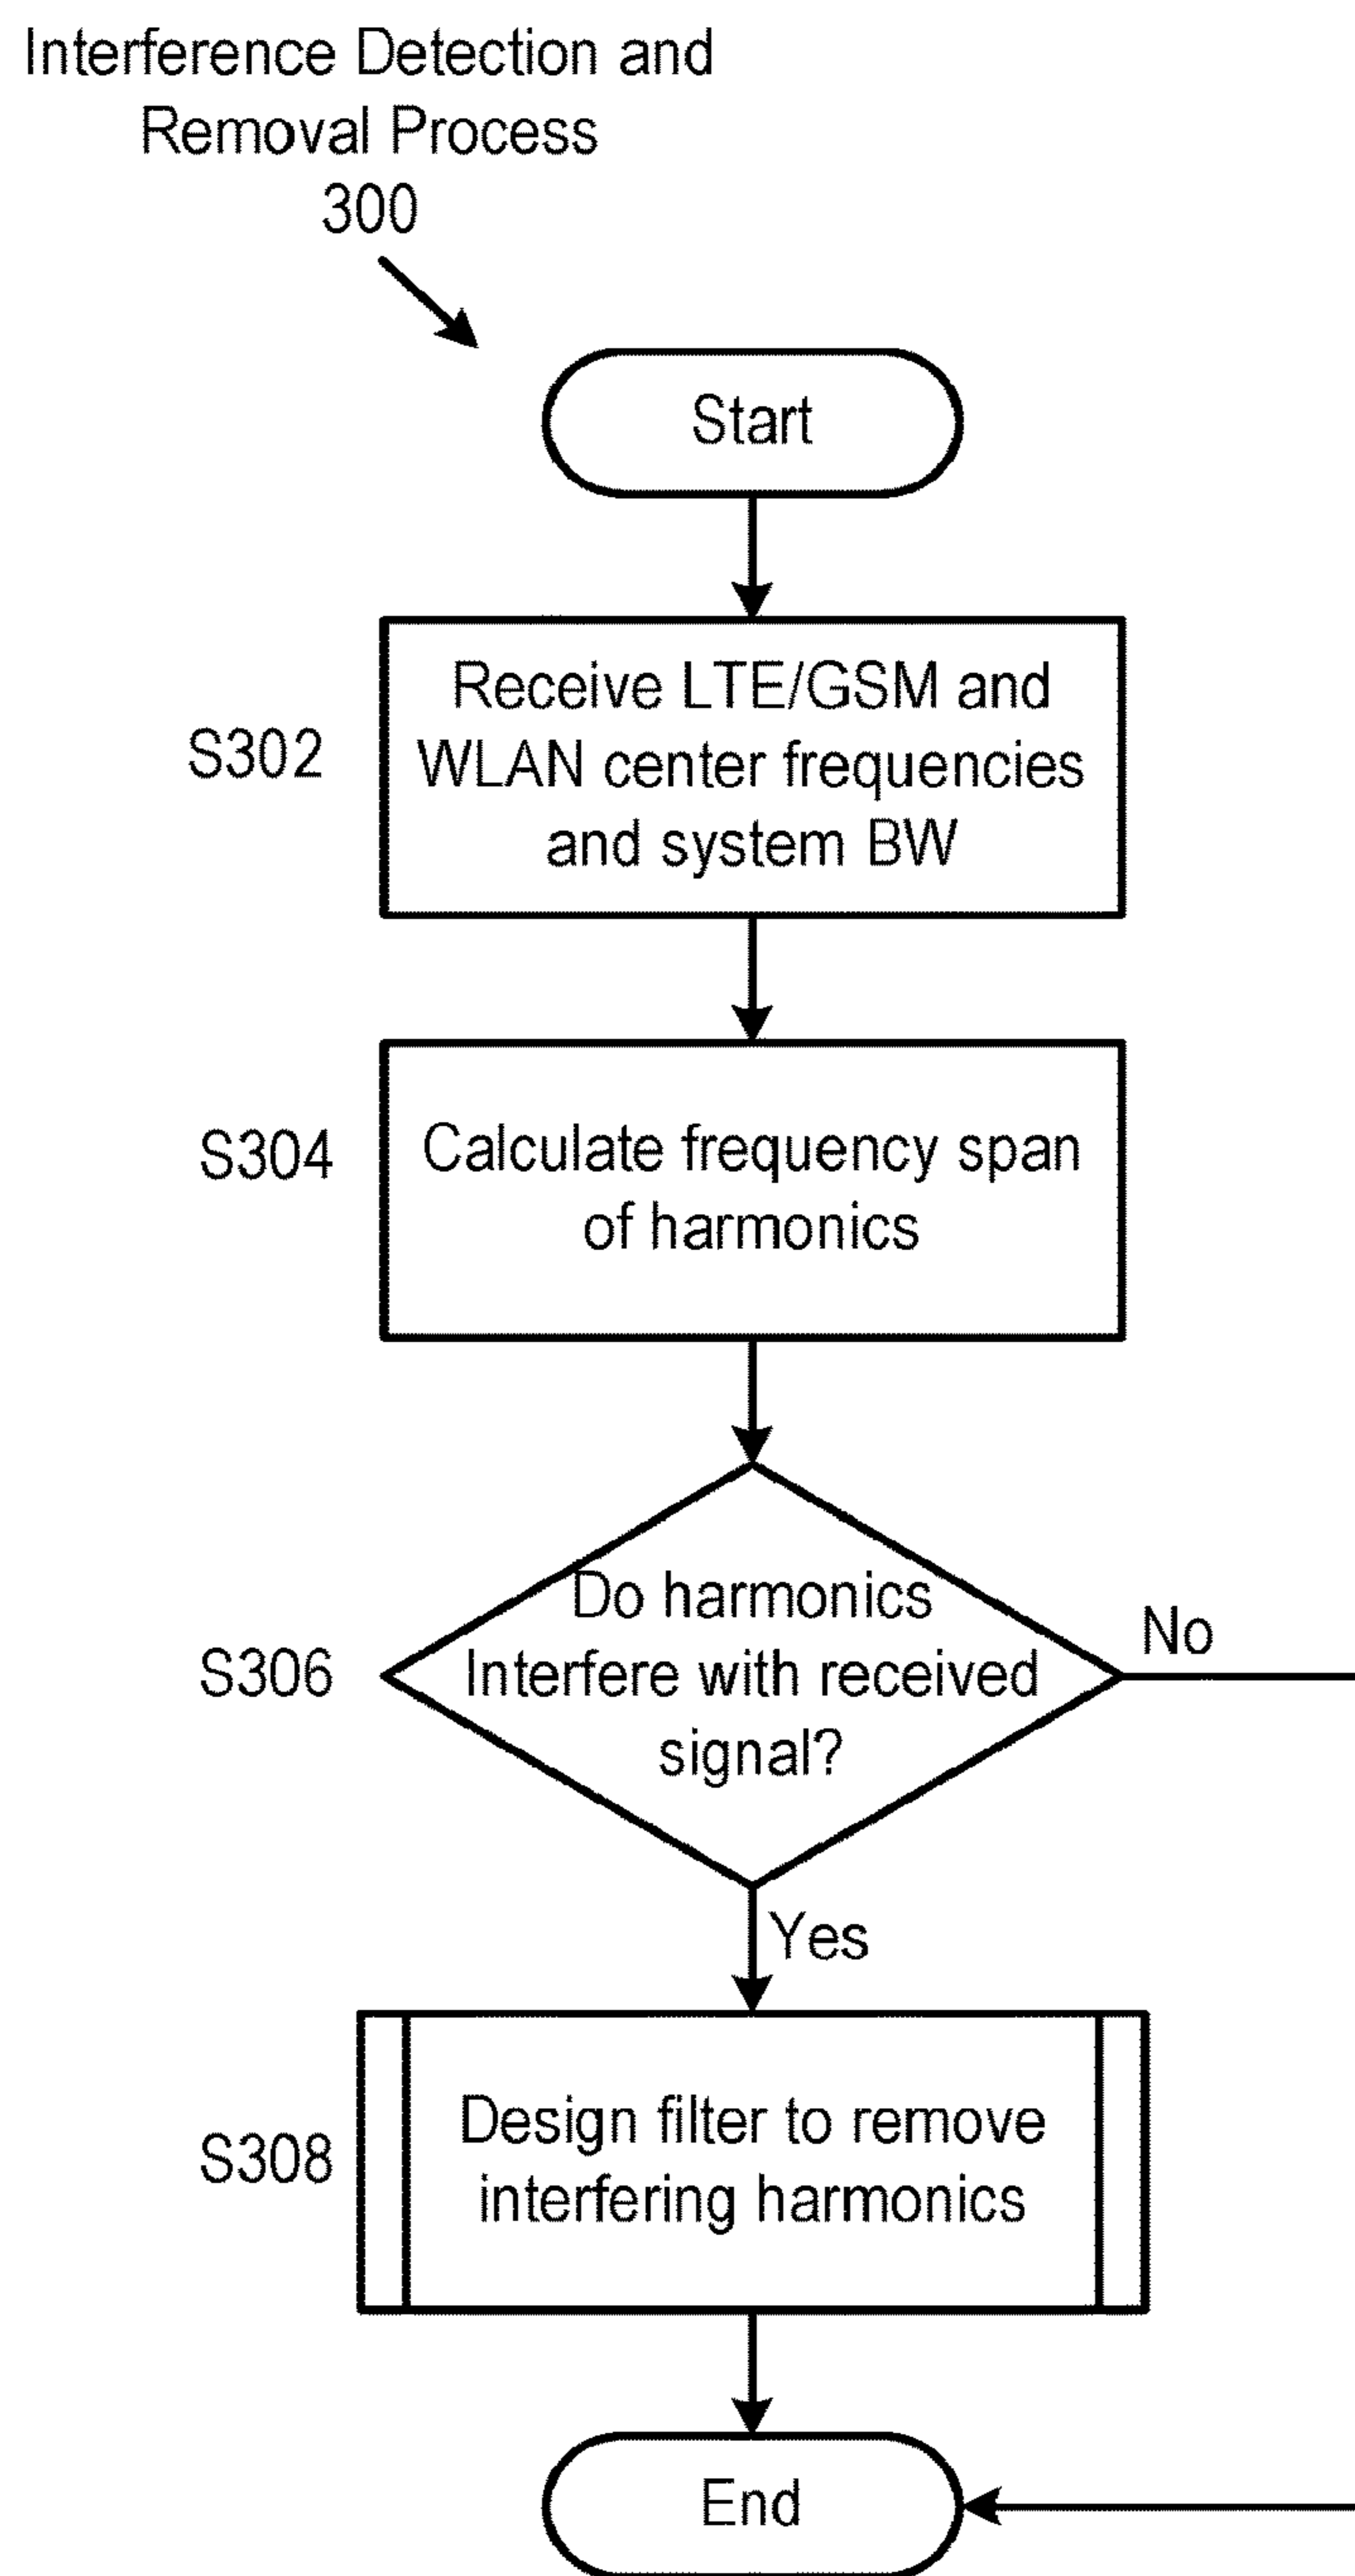 Interference Detection and
Removal Process
300
Start
S302
Receive LTE/GSM and
WLAN center frequencies
and system BW
S304
Calculate frequency span
of harmonics
S306
Do harmonics
Interfere with received
signal?
No
Yes
S308
Design filter to remove
interfering harmonics
End